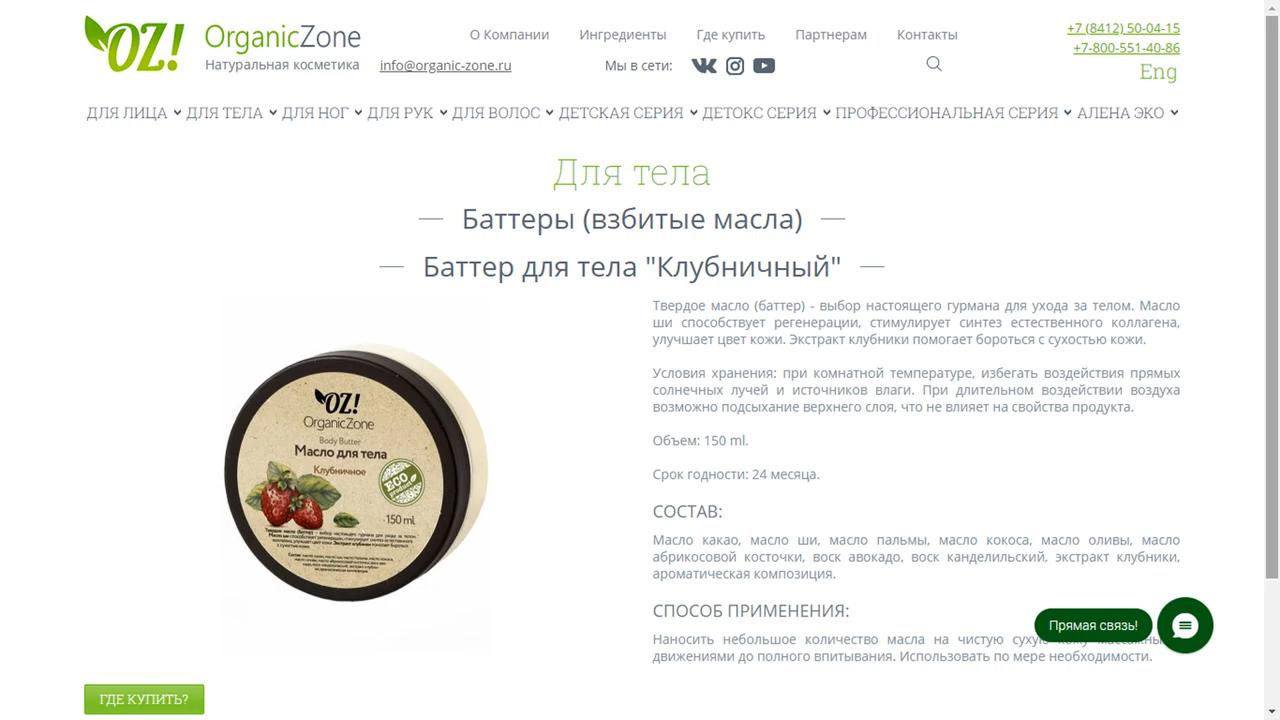 OZ!
OrganicZone
Натуральная косметика
info@organic-zone.ru
О Компании Ингредиенты Где купить Партнерам Контакты
Мы в сети:
+7 (8412) 50-04-15
+7-800-551-40-86
Eng
ДЛЯ ЛИЦА ДЛЯ ТЕЛА ДЛЯ НОГ ДЛЯ РУК ДЛЯ ВОЛОС ДЕТСКАЯ СЕРИЯ ДЕТОКС СЕРИЯ ПРОФЕССИОНАЛЬНАЯ СЕРИЯ АЛЕНА ЭКО
Для тела
Баттеры (взбитые масла)
Баттер для тела "Клубничный"
OZ!
OrganicZone
Body Butter
Масло для тела
Клубничное
ECO
product
150 ml
Твердое масло (баттер) - выбор настоящего гурмана для ухода за телом. Масло
ши способствует регенерации, стимулирует синтез естественного коллагена,
улучшает цвет кожи. Экстракт клубники помогает бороться с сухостью кожи.
Условия хранения: при комнатной температуре, избегать воздействия прямых
солнечных лучей и источников влаги. При длительном воздействии воздуха
возможно подсыхание верхнего слоя, что не влияет на свойства продукта.
Объем: 150 ml.
Срок годности: 24 месяца.
СОСТАВ:
Масло какао, масло ши, масло пальмы, масло кокоса, масло оливы, масло
абрикосовой косточки, воск авокадо, воск канделильский, экстракт клубники,
ароматическая композиция.
СПОСОБ ПРИМЕНЕНИЯ:
Наносить небольшое количество масла на чистую сухую
движениями до полного впитывания. Использовать по мере необходимости.
Прямая связь!
ГДЕ КУПИТЬ?